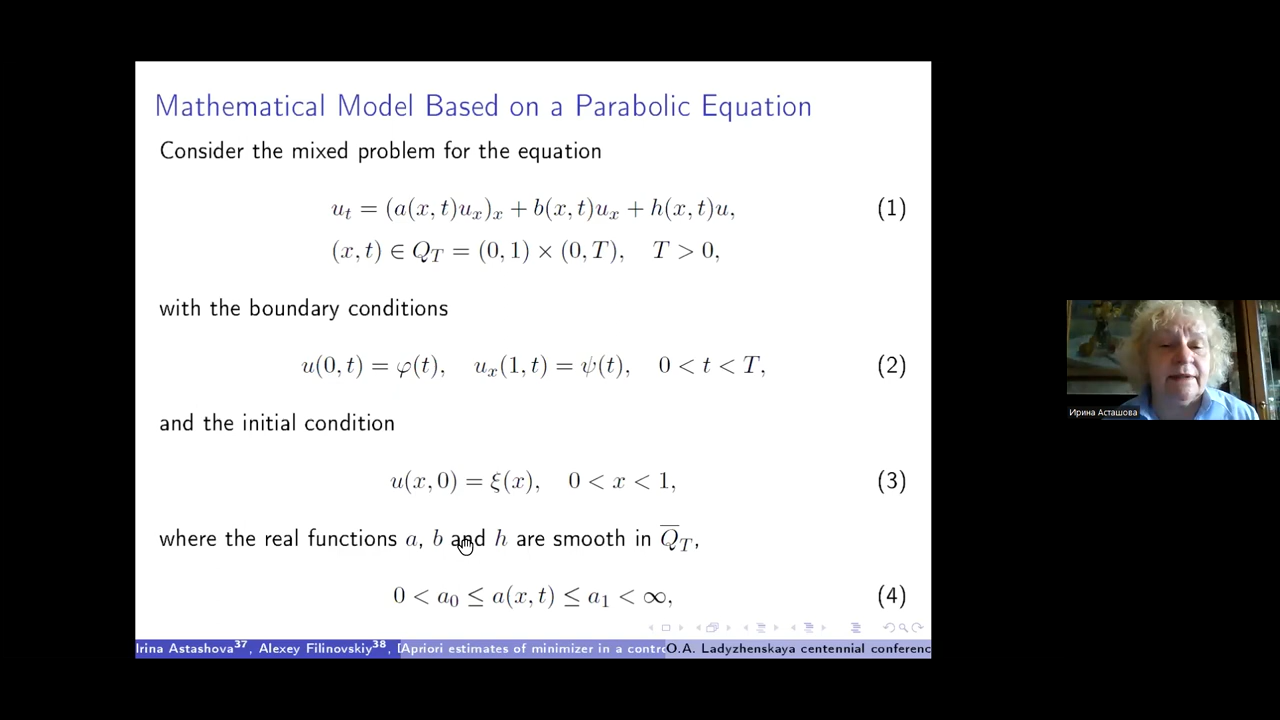 Mathematical Model Based on a Parabolic Equation
Consider the mixed problem for the equation
u_t = (a(x, t)u_x)_x + b(x, t)u_x + h(x, t)u, (1)
(x, t) ∈ Q_T = (0, 1) × (0, T), T > 0,
with the boundary conditions
u(0, t) = φ(t), u_x(1, t) = ψ(t), 0 < t < T, (2)
and the initial condition
u(x, 0) = ξ(x), 0 < x < 1, (3)
where the real functions a, b and h are smooth in Q̅_T,
0 < a_0 ≤ a(x, t) ≤ a_1 < ∞, (4)
Irina Astashova³⁷, Alexey Filinovskiy³⁸, Apriori estimates of minimizer in a contro O.A. Ladyzhenskaya centennial conferenc
Ирина Асташова